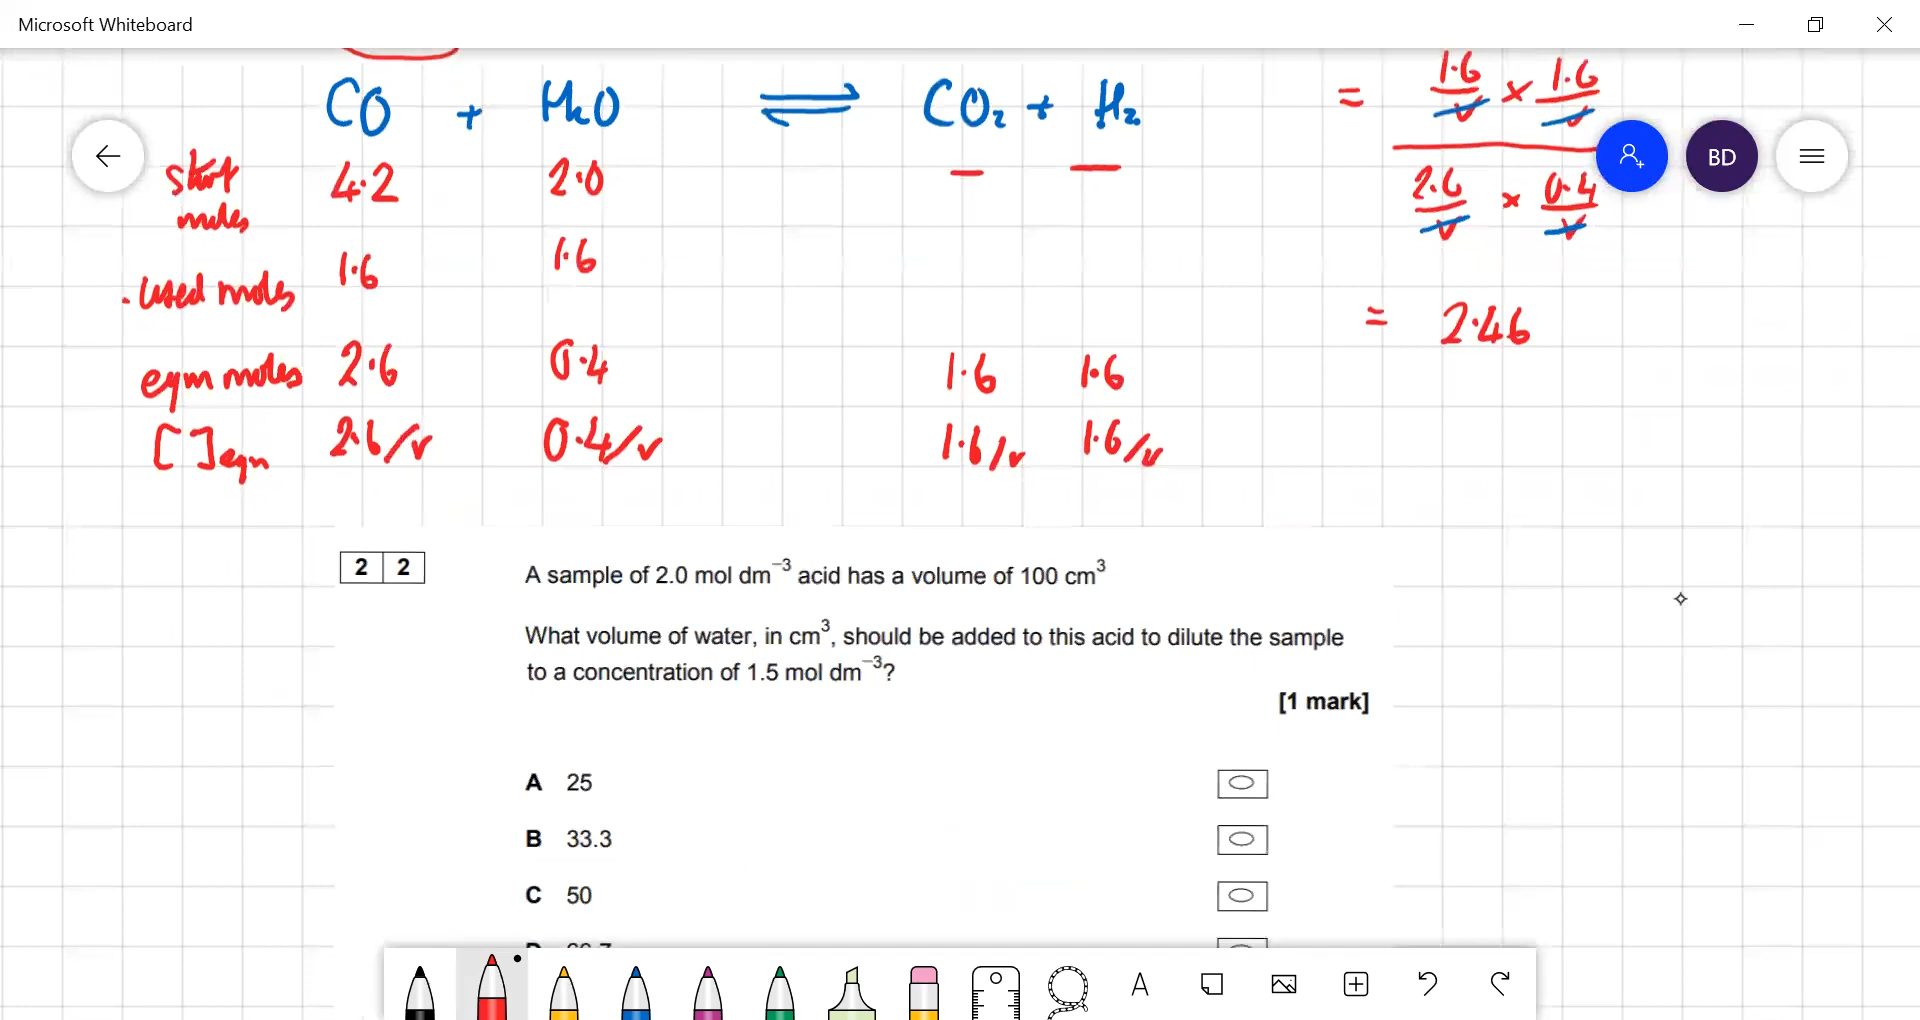 Microsoft Whiteboard
CO + H₂O ⇌ CO₂ + H₂
start moles 4.2 2.0 – –
used moles 1.6 1.6
eqm moles 2.6 0.4 1.6 1.6
[ ]eqm 2.6/v 0.4/v 1.6/v 1.6/v
= 1.6/v × 1.6/v
2.6/v × 0.4/v
= 2.46
BD
2 2
A sample of 2.0 mol dm⁻³ acid has a volume of 100 cm³
What volume of water, in cm³, should be added to this acid to dilute the sample
to a concentration of 1.5 mol dm⁻³?
[1 mark]
A 25
B 33.3
C 50
A